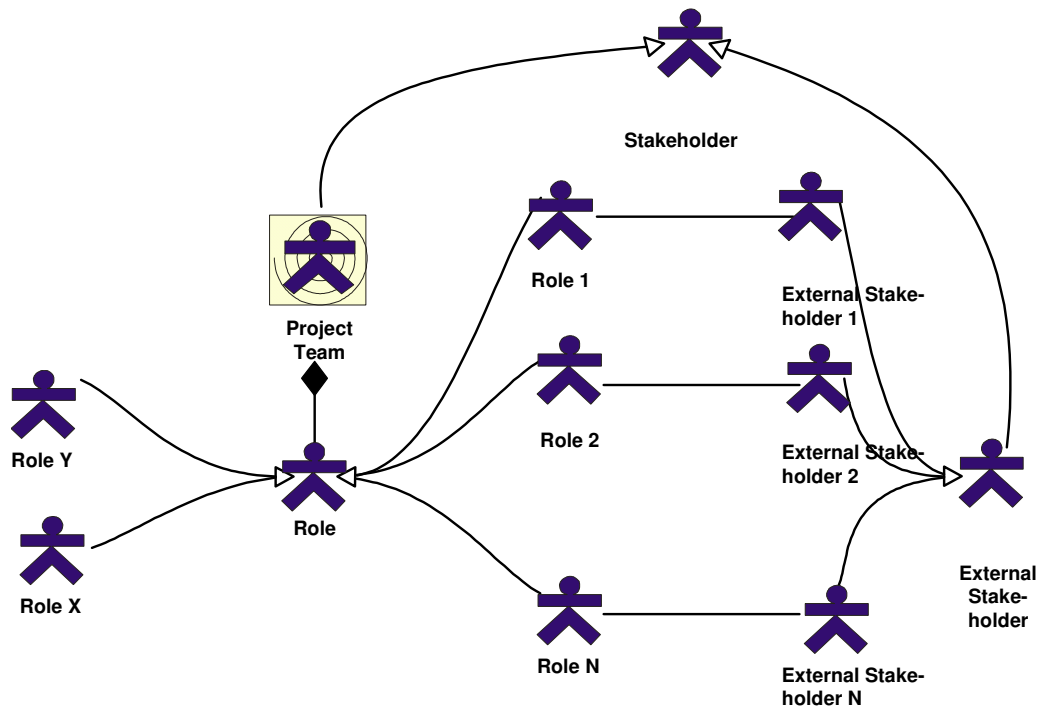 Stakeholder
Role 1
External Stake-
holder 1
Project
Team
Role 2
External Stake-
holder 2
Role Y
Role
External
Stake-
holder
Role X
Role N
External Stake-
holder N